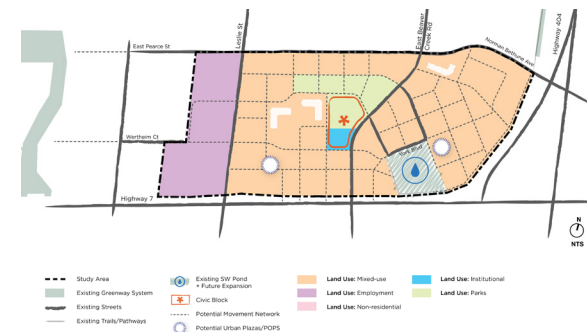 Leslie St
East Beaver
Creek Rd
Highway 404
East Pearce St
Norman Bethune Ave
Wertheim Ct
York Blvd
Highway 7
N
NTS
Study Area
Existing Greenway System
Existing Streets
Existing Trails/Pathways
Existing SW Pond
+ Future Expansion
Civic Block
Potential Movement Network
Potential Urban Plazas/POPS
Land Use: Mixed-use
Land Use: Employment
Land Use: Non-residential
Land Use: Institutional
Land Use: Parks